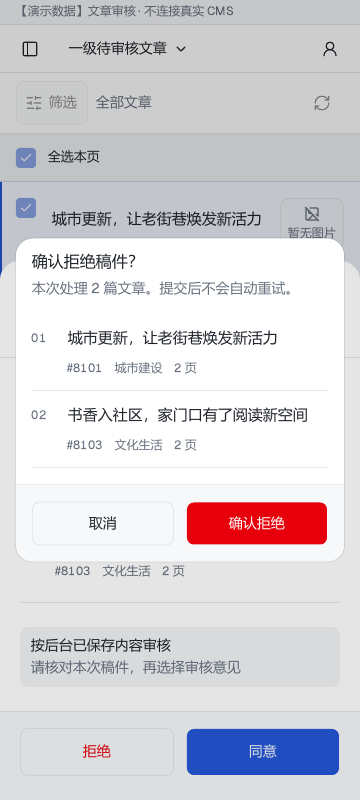 【演示数据】文章审核 · 不连接真实 CMS
一级待审核文章
筛选
全部文章
全选本页
城市更新，让老街巷焕发新活力
暂无图片
确认拒绝稿件？
本次处理 2 篇文章。提交后不会自动重试。
01 城市更新，让老街巷焕发新活力
#8101 城市建设 2 页
02 书香入社区，家门口有了阅读新空间
#8103 文化生活 2 页
取消
确认拒绝
#8103 文化生活 2 页
按后台已保存内容审核
请核对本次稿件，再选择审核意见
拒绝
同意